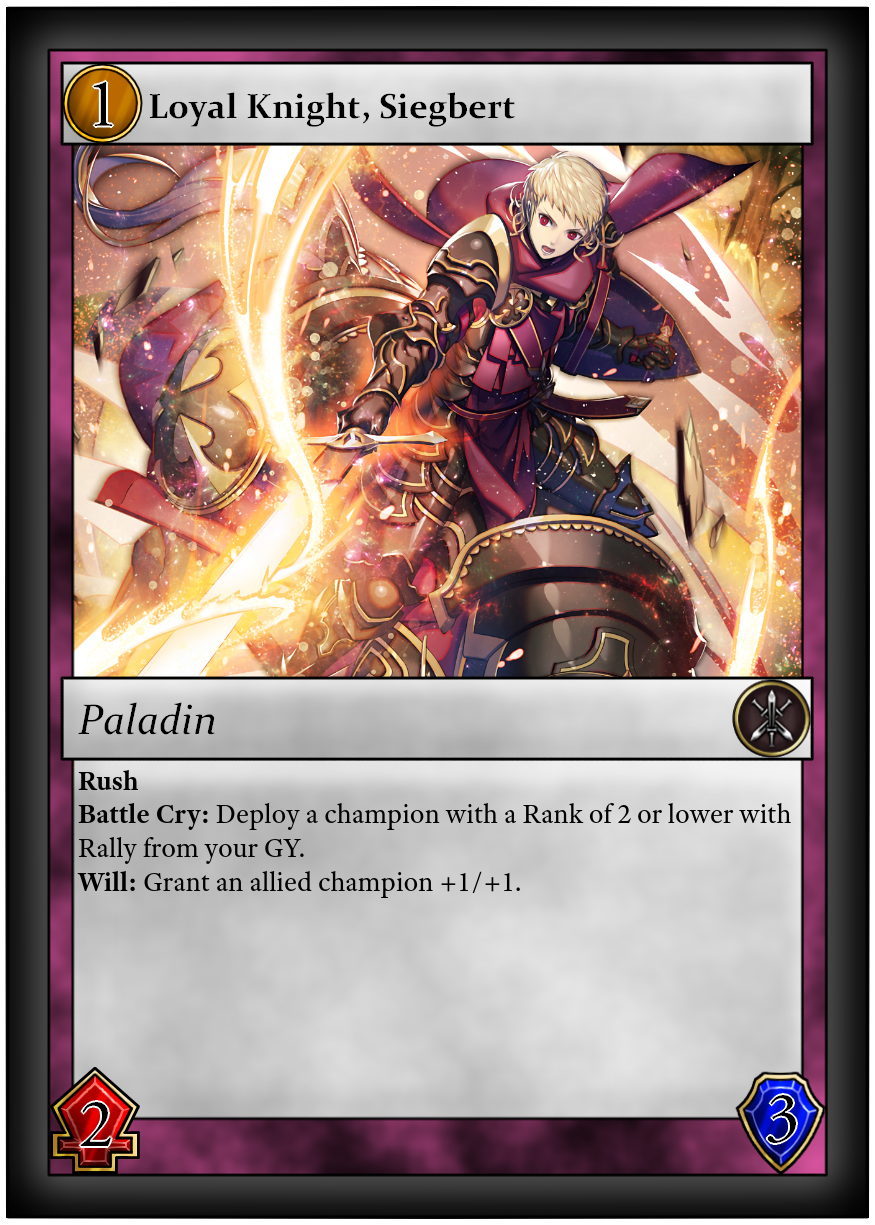 1
Loyal Knight, Siegbert
Paladin
Rush
Battle Cry: Deploy a champion with a Rank of 2 or lower with
Rally from your GY.
Will: Grant an allied champion +1/+1.
2
3